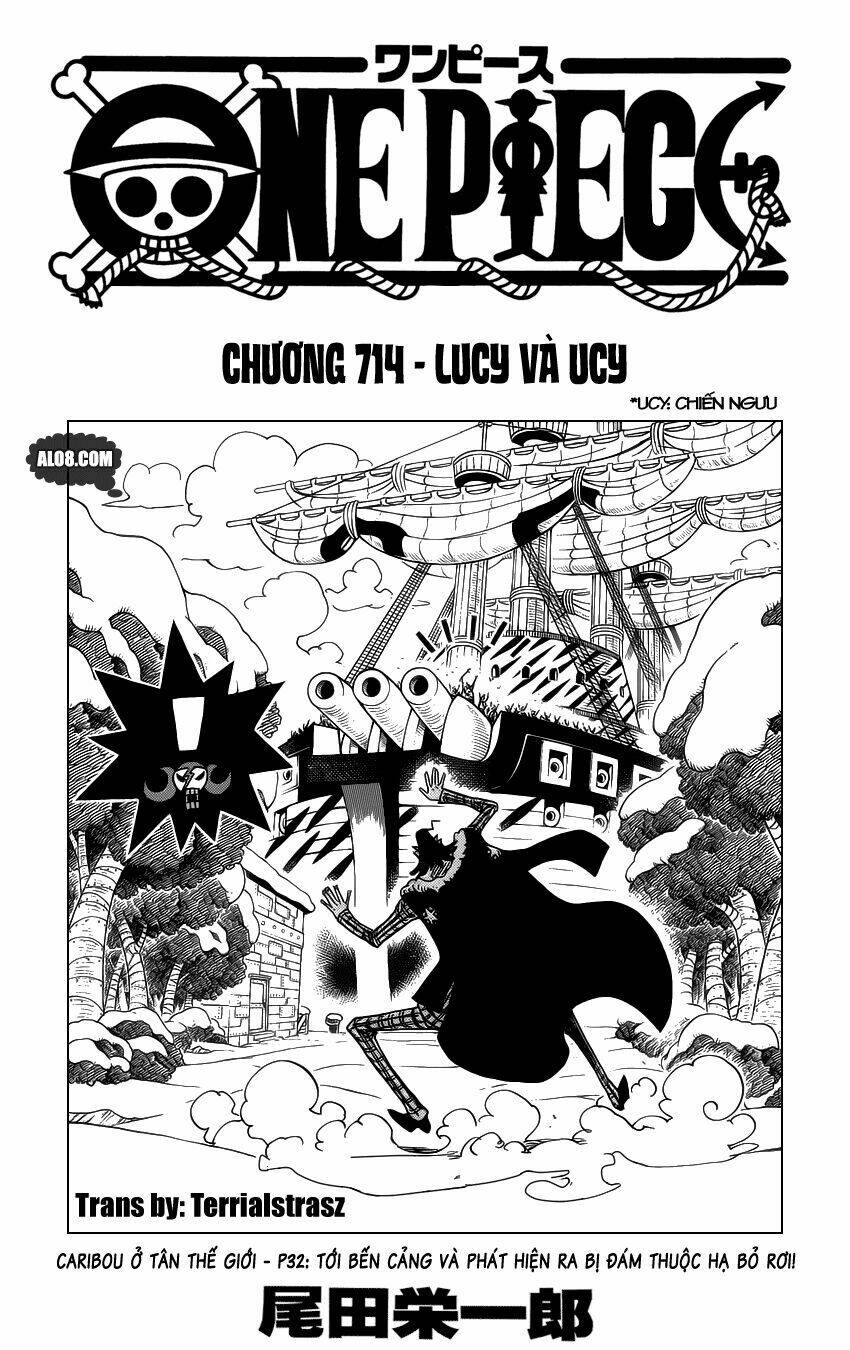 ワンピース
ONE PIECE
CHƯƠNG 714 - LUCY VÀ UCY
*UCY: CHIẾN NGƯU
ALO8.COM
!
Trans by: Terrialstrasz
CARIBOU Ở TÂN THẾ GIỚI - P32: TỚI BẾN CẢNG VÀ PHÁT HIỆN RA BỊ ĐÁM THUỘC HẠ BỎ RƠI!!
尾田栄一郎